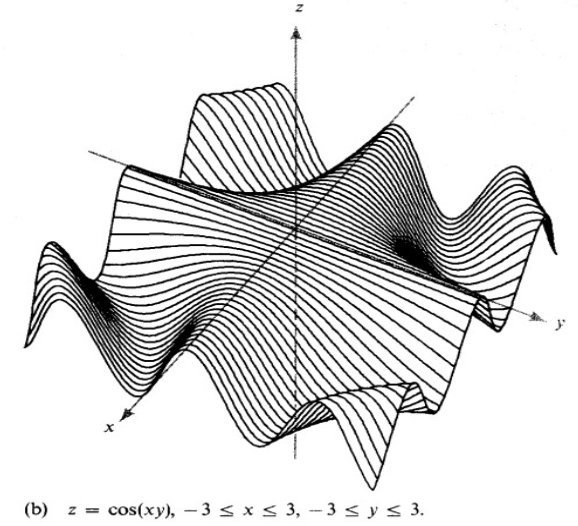 z
y
x
(b) z = cos(xy), −3 ≤ x ≤ 3, −3 ≤ y ≤ 3.